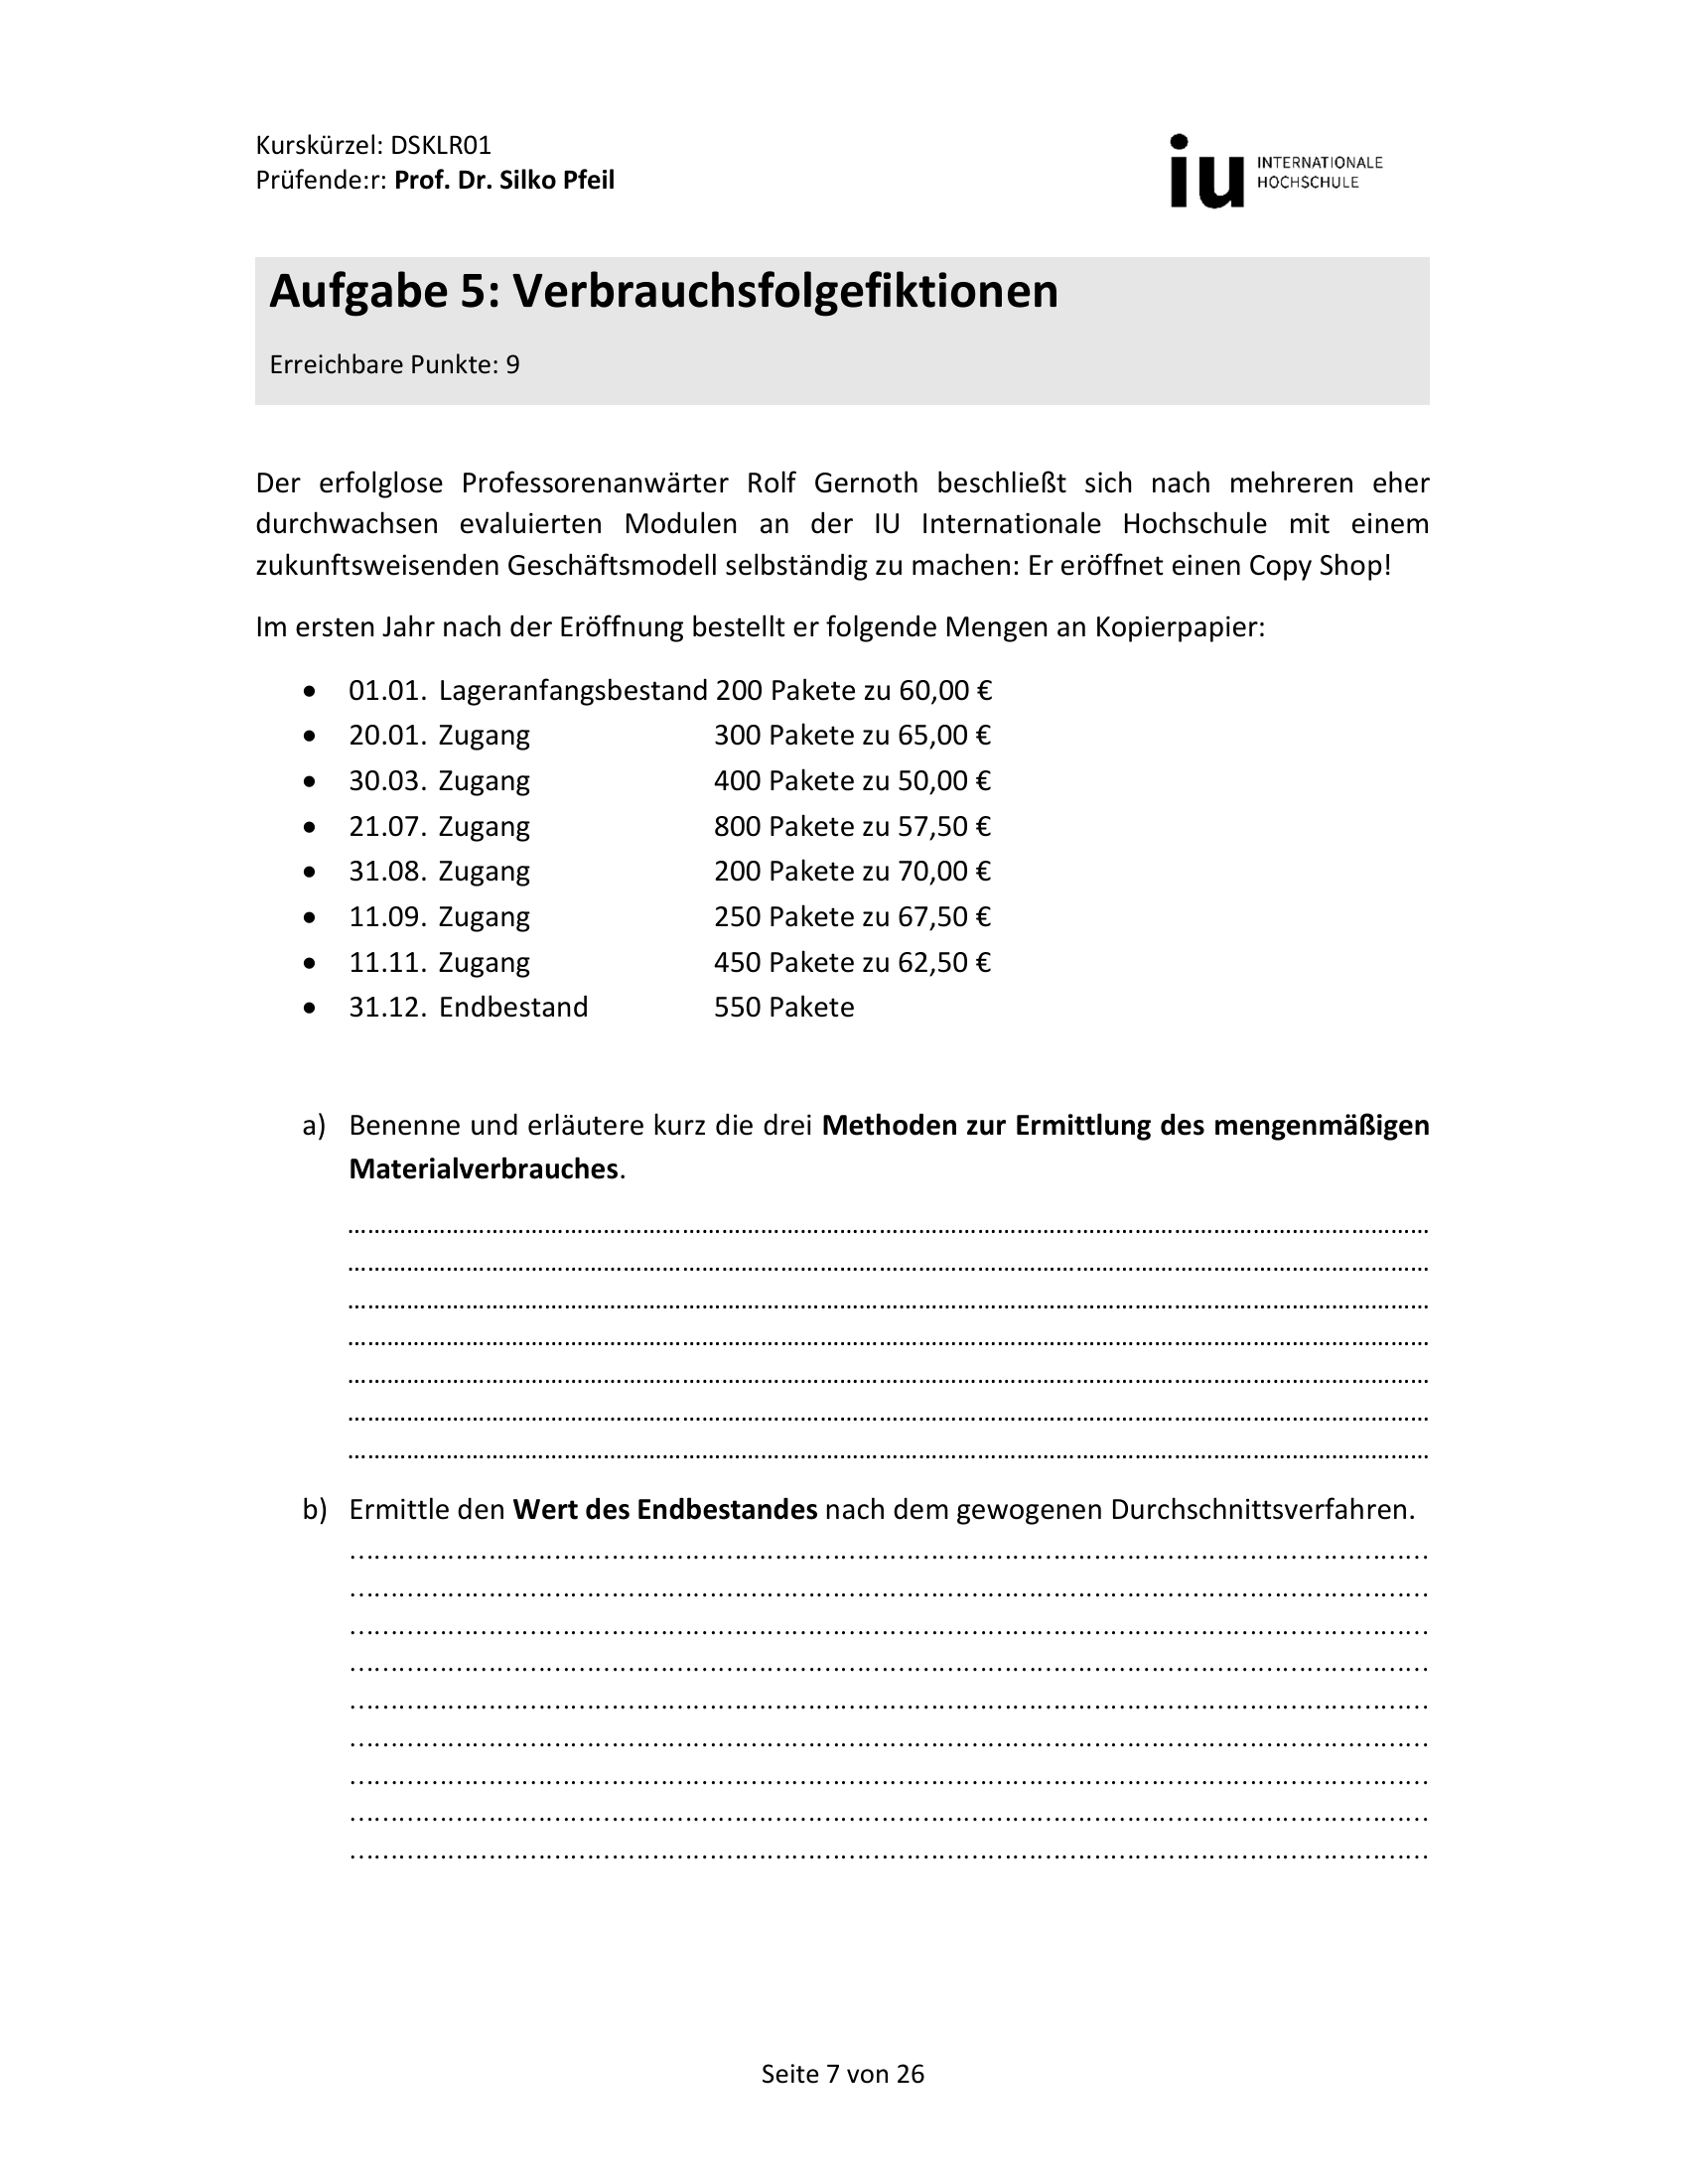 Kurskürzel: DSKLR01
Prüfende:r: Prof. Dr. Silko Pfeil
iu INTERNATIONALE
HOCHSCHULE
Aufgabe 5: Verbrauchsfolgefiktionen
Erreichbare Punkte: 9
Der erfolglose Professorenanwärter Rolf Gernoth beschließt sich nach mehreren eher
durchwachsen evaluierten Modulen an der IU Internationale Hochschule mit einem
zukunftsweisenden Geschäftsmodell selbständig zu machen: Er eröffnet einen Copy Shop!
Im ersten Jahr nach der Eröffnung bestellt er folgende Mengen an Kopierpapier:
• 01.01. Lageranfangsbestand 200 Pakete zu 60,00 €
• 20.01. Zugang 300 Pakete zu 65,00 €
• 30.03. Zugang 400 Pakete zu 50,00 €
• 21.07. Zugang 800 Pakete zu 57,50 €
• 31.08. Zugang 200 Pakete zu 70,00 €
• 11.09. Zugang 250 Pakete zu 67,50 €
• 11.11. Zugang 450 Pakete zu 62,50 €
• 31.12. Endbestand 550 Pakete
a) Benenne und erläutere kurz die drei Methoden zur Ermittlung des mengenmäßigen
Materialverbrauches.
b) Ermittle den Wert des Endbestandes nach dem gewogenen Durchschnittsverfahren.
Seite 7 von 26